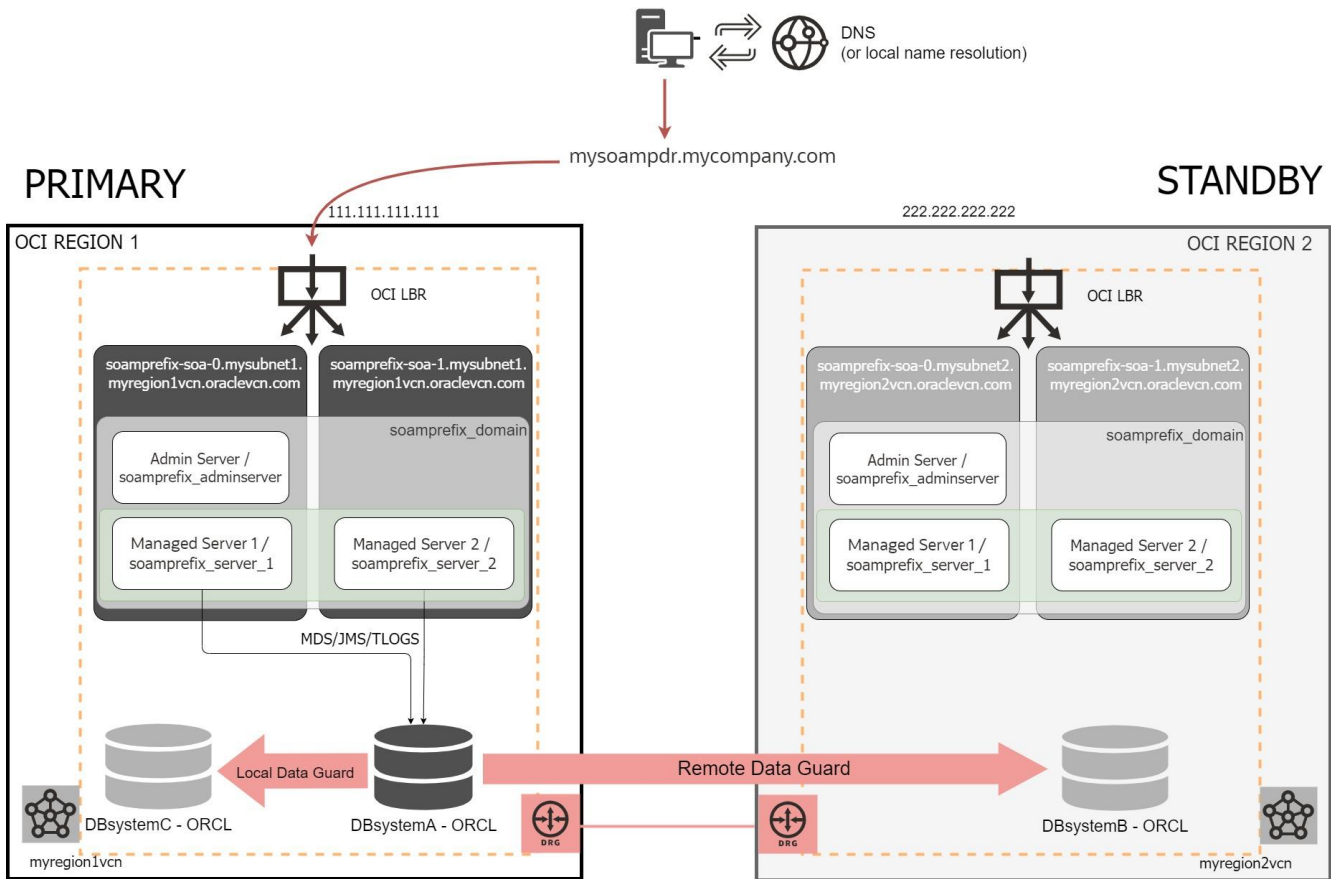 DNS
(or local name resolution)
mysoampdr.mycompany.com
PRIMARY
STANDBY
111.111.111.111
222.222.222.222
OCI REGION 1
OCI LBR
soamprefix-soa-0.mysubnet1.
myregion1vcn.oraclevcn.com
soamprefix-soa-1.mysubnet1.
myregion1vcn.oraclevcn.com
soamprefix_domain
Admin Server /
soamprefix_adminserver
Managed Server 1 /
soamprefix_server_1
Managed Server 2 /
soamprefix_server_2
MDS/JMS/TLOGS
Local Data Guard
Remote Data Guard
DBsystemC - ORCL
DBsystemA - ORCL
DRG
myregion1vcn
OCI REGION 2
OCI LBR
soamprefix-soa-0.mysubnet2.
myregion2vcn.oraclevcn.com
soamprefix-soa-1.mysubnet2.
myregion2vcn.oraclevcn.com
soamprefix_domain
Admin Server /
soamprefix_adminserver
Managed Server 1 /
soamprefix_server_1
Managed Server 2 /
soamprefix_server_2
DRG
DBsystemB - ORCL
myregion2vcn